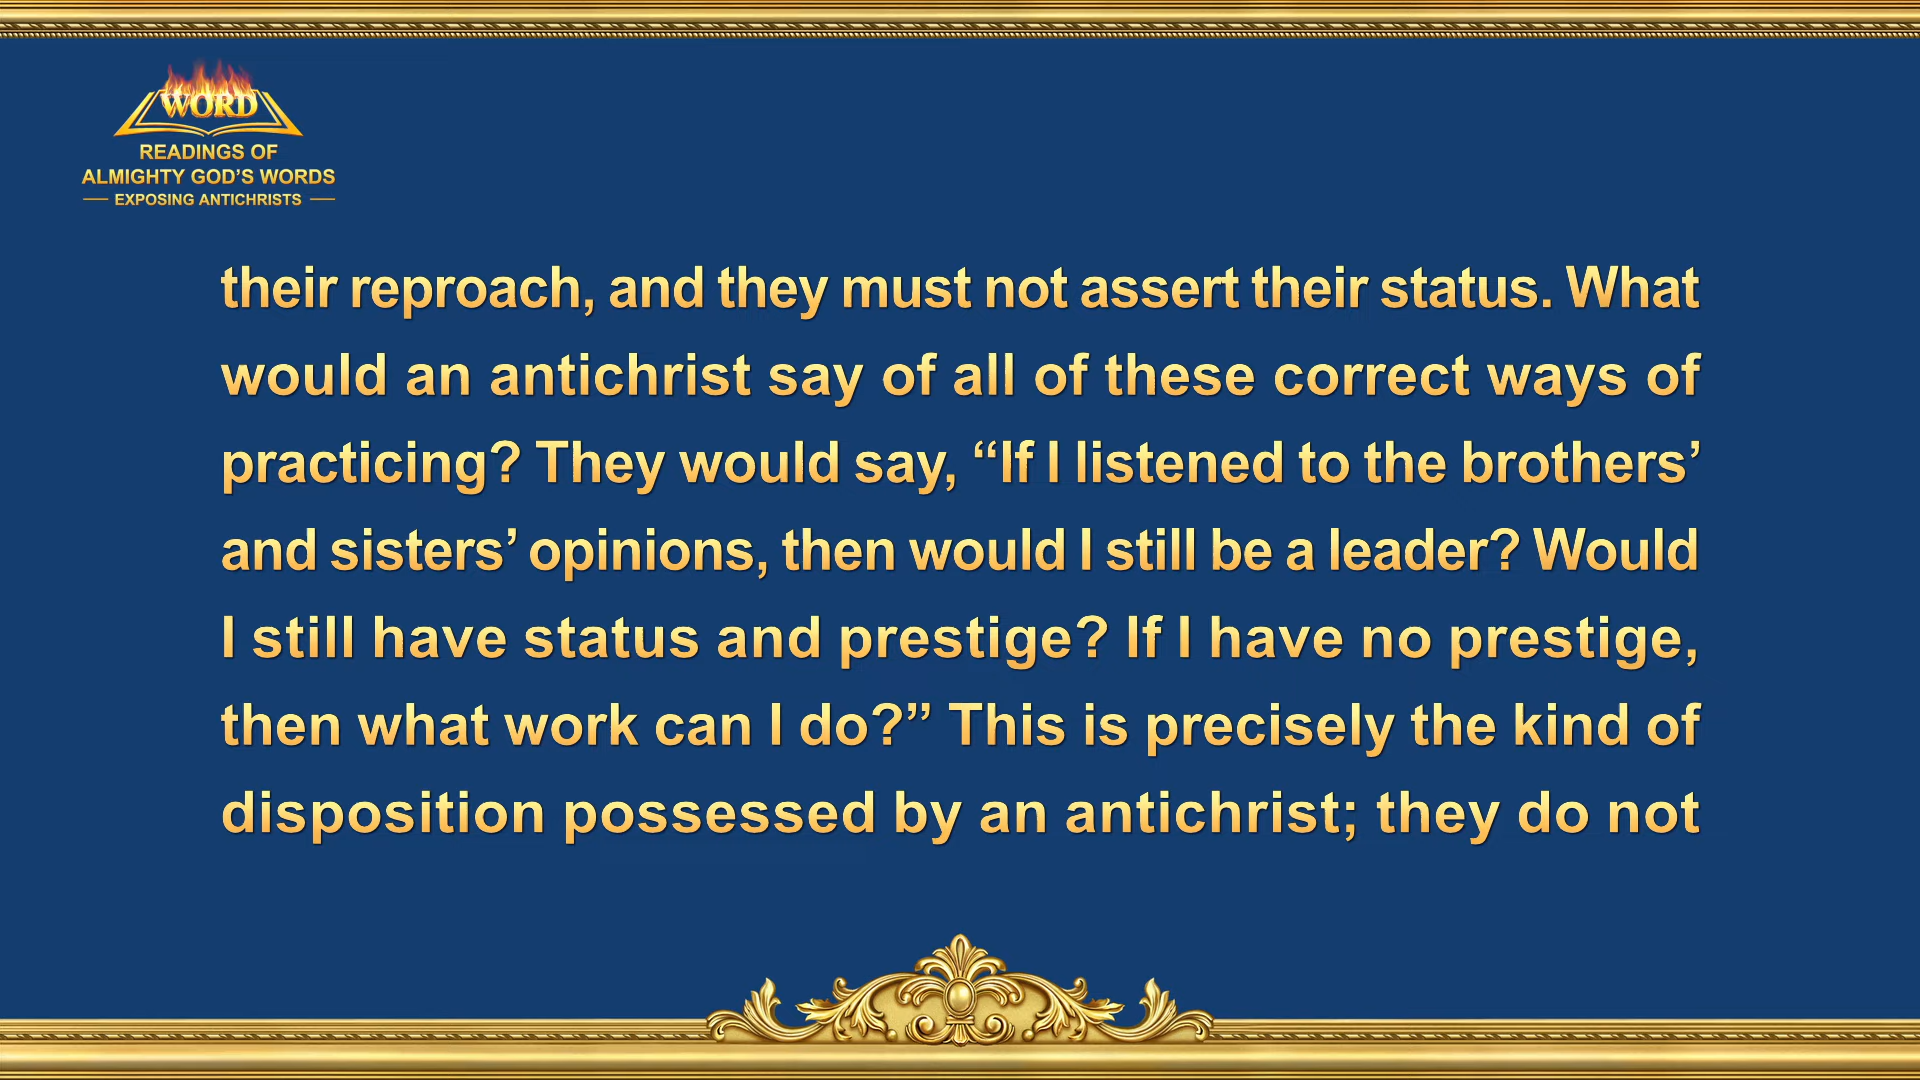 WORD
READINGS OF
ALMIGHTY GOD’S WORDS
EXPOSING ANTICHRISTS
their reproach, and they must not assert their status. What
would an antichrist say of all of these correct ways of
practicing? They would say, “If I listened to the brothers’
and sisters’ opinions, then would I still be a leader? Would
I still have status and prestige? If I have no prestige,
then what work can I do?” This is precisely the kind of
disposition possessed by an antichrist; they do not